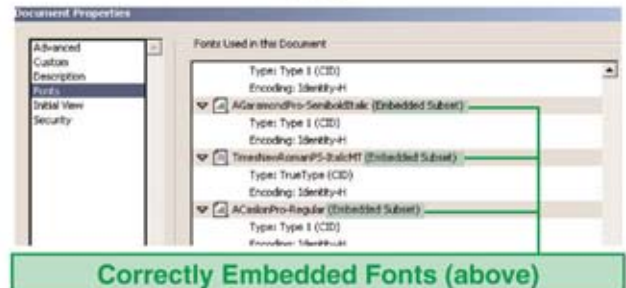 Document Properties
Advanced
Custom
Description
Fonts
Initial View
Security
Fonts Used in this Document
Type: Type 1 (CID)
Encoding: Identity-H
AGaramondPro-SemiboldItalic (Embedded Subset)
Type: Type 1 (CID)
Encoding: Identity-H
TimesNewRomanPS-ItalicMT (Embedded Subset)
Type: TrueType (CID)
Encoding: Identity-H
ACaslonPro-Regular (Embedded Subset)
Type: Type 1 (CID)
Encoding: Identity-H
Correctly Embedded Fonts (above)